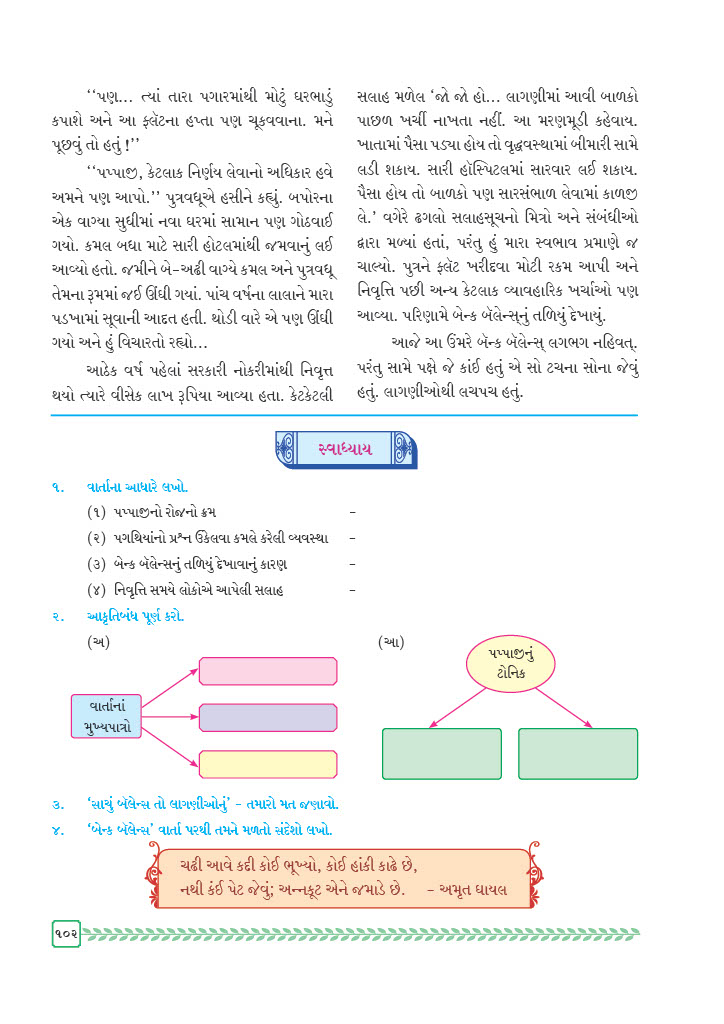 ‘‘પણ... ત્યાં તારા પગારમાંથી મોટું ઘરભાડું
કપાશે અને આ ફ્લૅટના હપ્તા પણ ચૂકવવાના. મને
પૂછવું તો હતું !’’
‘‘પપ્પાજી, કેટલાક નિર્ણય લેવાનો અધિકાર હવે
અમને પણ આપો.’’ પુત્રવધૂએ હસીને કહ્યું. બપોરના
એક વાગ્યા સુધીમાં નવા ઘરમાં સામાન પણ ગોઠવાઈ
ગયો. કમલ બધા માટે સારી હોટલમાંથી જમવાનું લઈ
આવ્યો હતો. જમીને બે-અઢી વાગ્યે કમલ અને પુત્રવધૂ
તેમના રૂમમાં જઈ ઊંઘી ગયાં. પાંચ વર્ષના લાલાને મારા
પડખામાં સૂવાની આદત હતી. થોડી વારે એ પણ ઊંઘી
ગયો અને હું વિચારતો રહ્યો...
આઠેક વર્ષ પહેલાં સરકારી નોકરીમાંથી નિવૃત્ત
થયો ત્યારે વીસેક લાખ રૂપિયા આવ્યા હતા. કેટકેટલી
સલાહ મળેલ ‘જો જો હો... લાગણીમાં આવી બાળકો
પાછળ ખર્ચી નાખતા નહીં. આ મરણમૂડી કહેવાય.
ખાતામાં પૈસા પડ્યા હોય તો વૃદ્ધવસ્થામાં બીમારી સામે
લડી શકાય. સારી હૉસ્પિટલમાં સારવાર લઈ શકાય.
પૈસા હોય તો બાળકો પણ સારસંભાળ લેવામાં કાળજી
લે.’ વગેરે ઢગલો સલાહસૂચનો મિત્રો અને સંબંધીઓ
દ્વારા મળ્યાં હતાં, પરંતુ હું મારા સ્વભાવ પ્રમાણે જ
ચાલ્યો. પુત્રને ફ્લૅટ ખરીદવા મોટી રકમ આપી અને
નિવૃત્તિ પછી અન્ય કેટલાક વ્યાવહારિક ખર્ચાઓ પણ
આવ્યા. પરિણામે બેન્ક બૅલેન્સ્‌નું તળિયું દેખાયું.
આજે આ ઉંમરે બૅન્ક બૅલેન્સ્ લગભગ નહિવત્.
પરંતુ સામે પક્ષે જે કાંઈ હતું એ સો ટચના સોના જેવું
હતું. લાગણીઓથી લચપચ હતું.
સ્વાધ્યાય
૧. વાર્તાના આધારે લખો.
(૧) પપ્પાજીનો રોજનો ક્રમ –
(૨) પગથિયાંનો પ્રશ્ન ઉકેલવા કમલે કરેલી વ્યવસ્થા –
(૩) બેન્ક બૅલેન્સનું તળિયું દેખાવાનું કારણ –
(૪) નિવૃત્તિ સમયે લોકોએ આપેલી સલાહ –
૨. આકૃતિબંધ પૂર્ણ કરો.
(અ)
વાર્તાનાં
મુખ્યપાત્રો
(આ)
પપ્પાજીનું
ટોનિક
૩. ‘સાચું બૅલેન્સ તો લાગણીઓનું’ – તમારો મત જણાવો.
૪. ‘બેન્ક બૅલેન્સ’ વાર્તા પરથી તમને મળતો સંદેશો લખો.
ચઢી આવે કદી કોઈ ભૂખ્યો, કોઈ હાંકી કાઢે છે,
નથી કંઈ પેટ જેવું; અન્નકૂટ એને જમાડે છે. – અમૃત ઘાયલ
૧૦૨